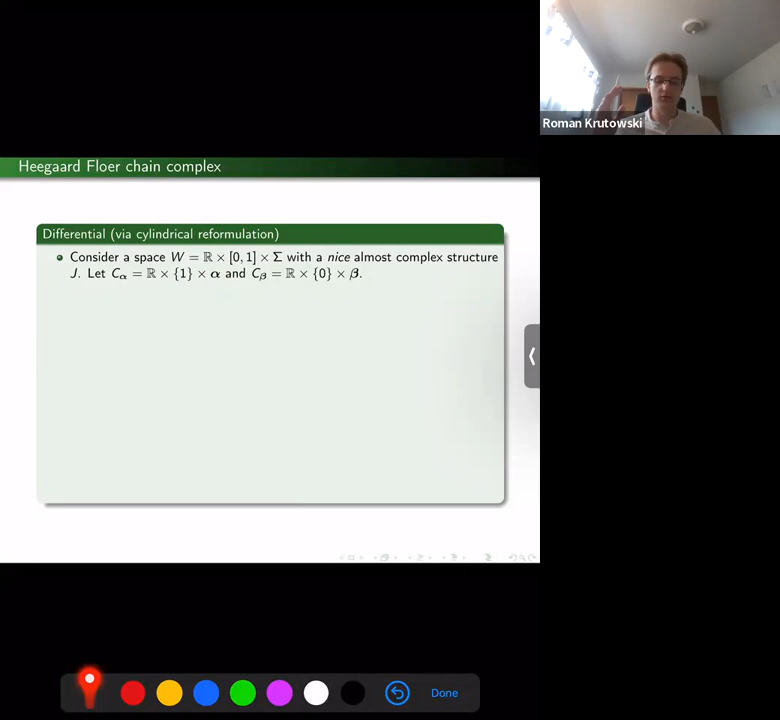 Roman Krutowski
Heegaard Floer chain complex
Differential (via cylindrical reformulation)
Consider a space W = ℝ × [0, 1] × Σ with a nice almost complex structure
J. Let C_α = ℝ × {1} × α and C_β = ℝ × {0} × β.
Done